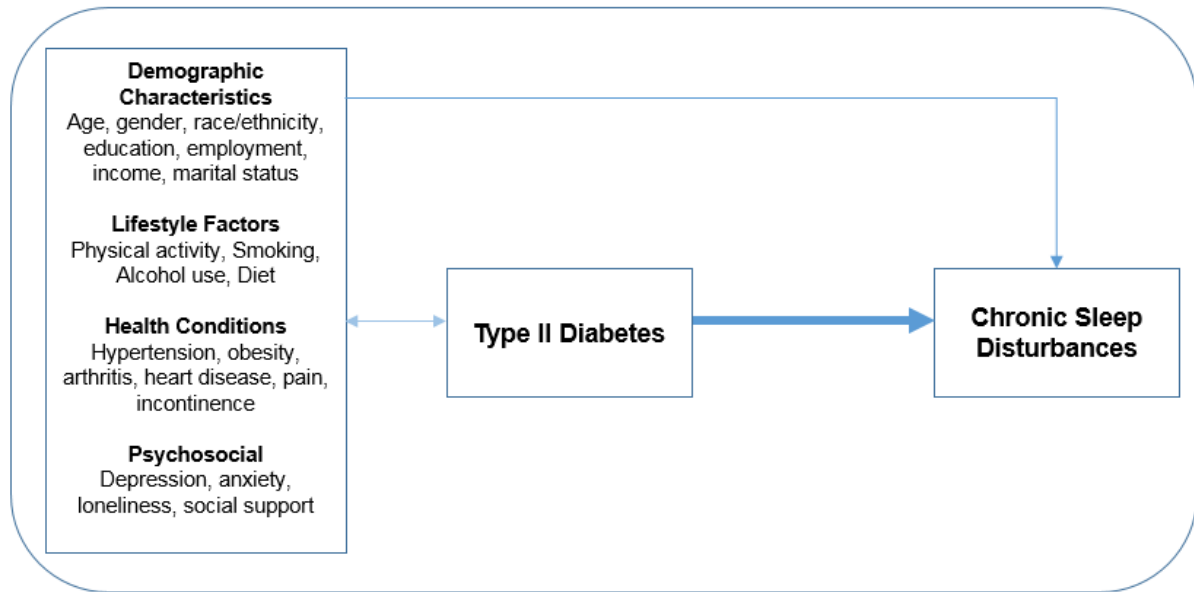 Demographic
Characteristics
Age, gender, race/ethnicity,
education, employment,
income, marital status
Lifestyle Factors
Physical activity, Smoking,
Alcohol use, Diet
Health Conditions
Hypertension, obesity,
arthritis, heart disease, pain,
incontinence
Psychosocial
Depression, anxiety,
loneliness, social support
Type II Diabetes
Chronic Sleep
Disturbances